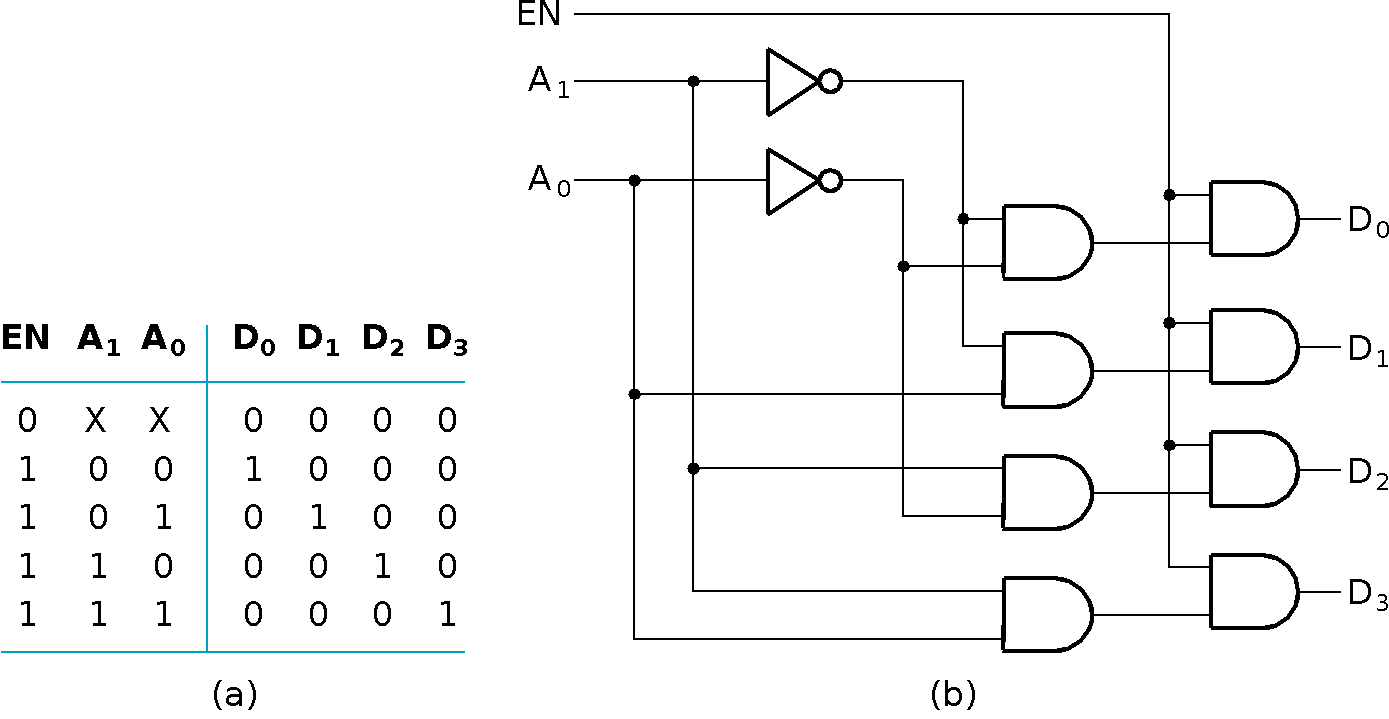 EN
A1
A0
D0
D1
D2
D3
EN A1 A0 D0 D1 D2 D3
0 X X 0 0 0 0
1 0 0 1 0 0 0
1 0 1 0 1 0 0
1 1 0 0 0 1 0
1 1 1 0 0 0 1
(a)
(b)